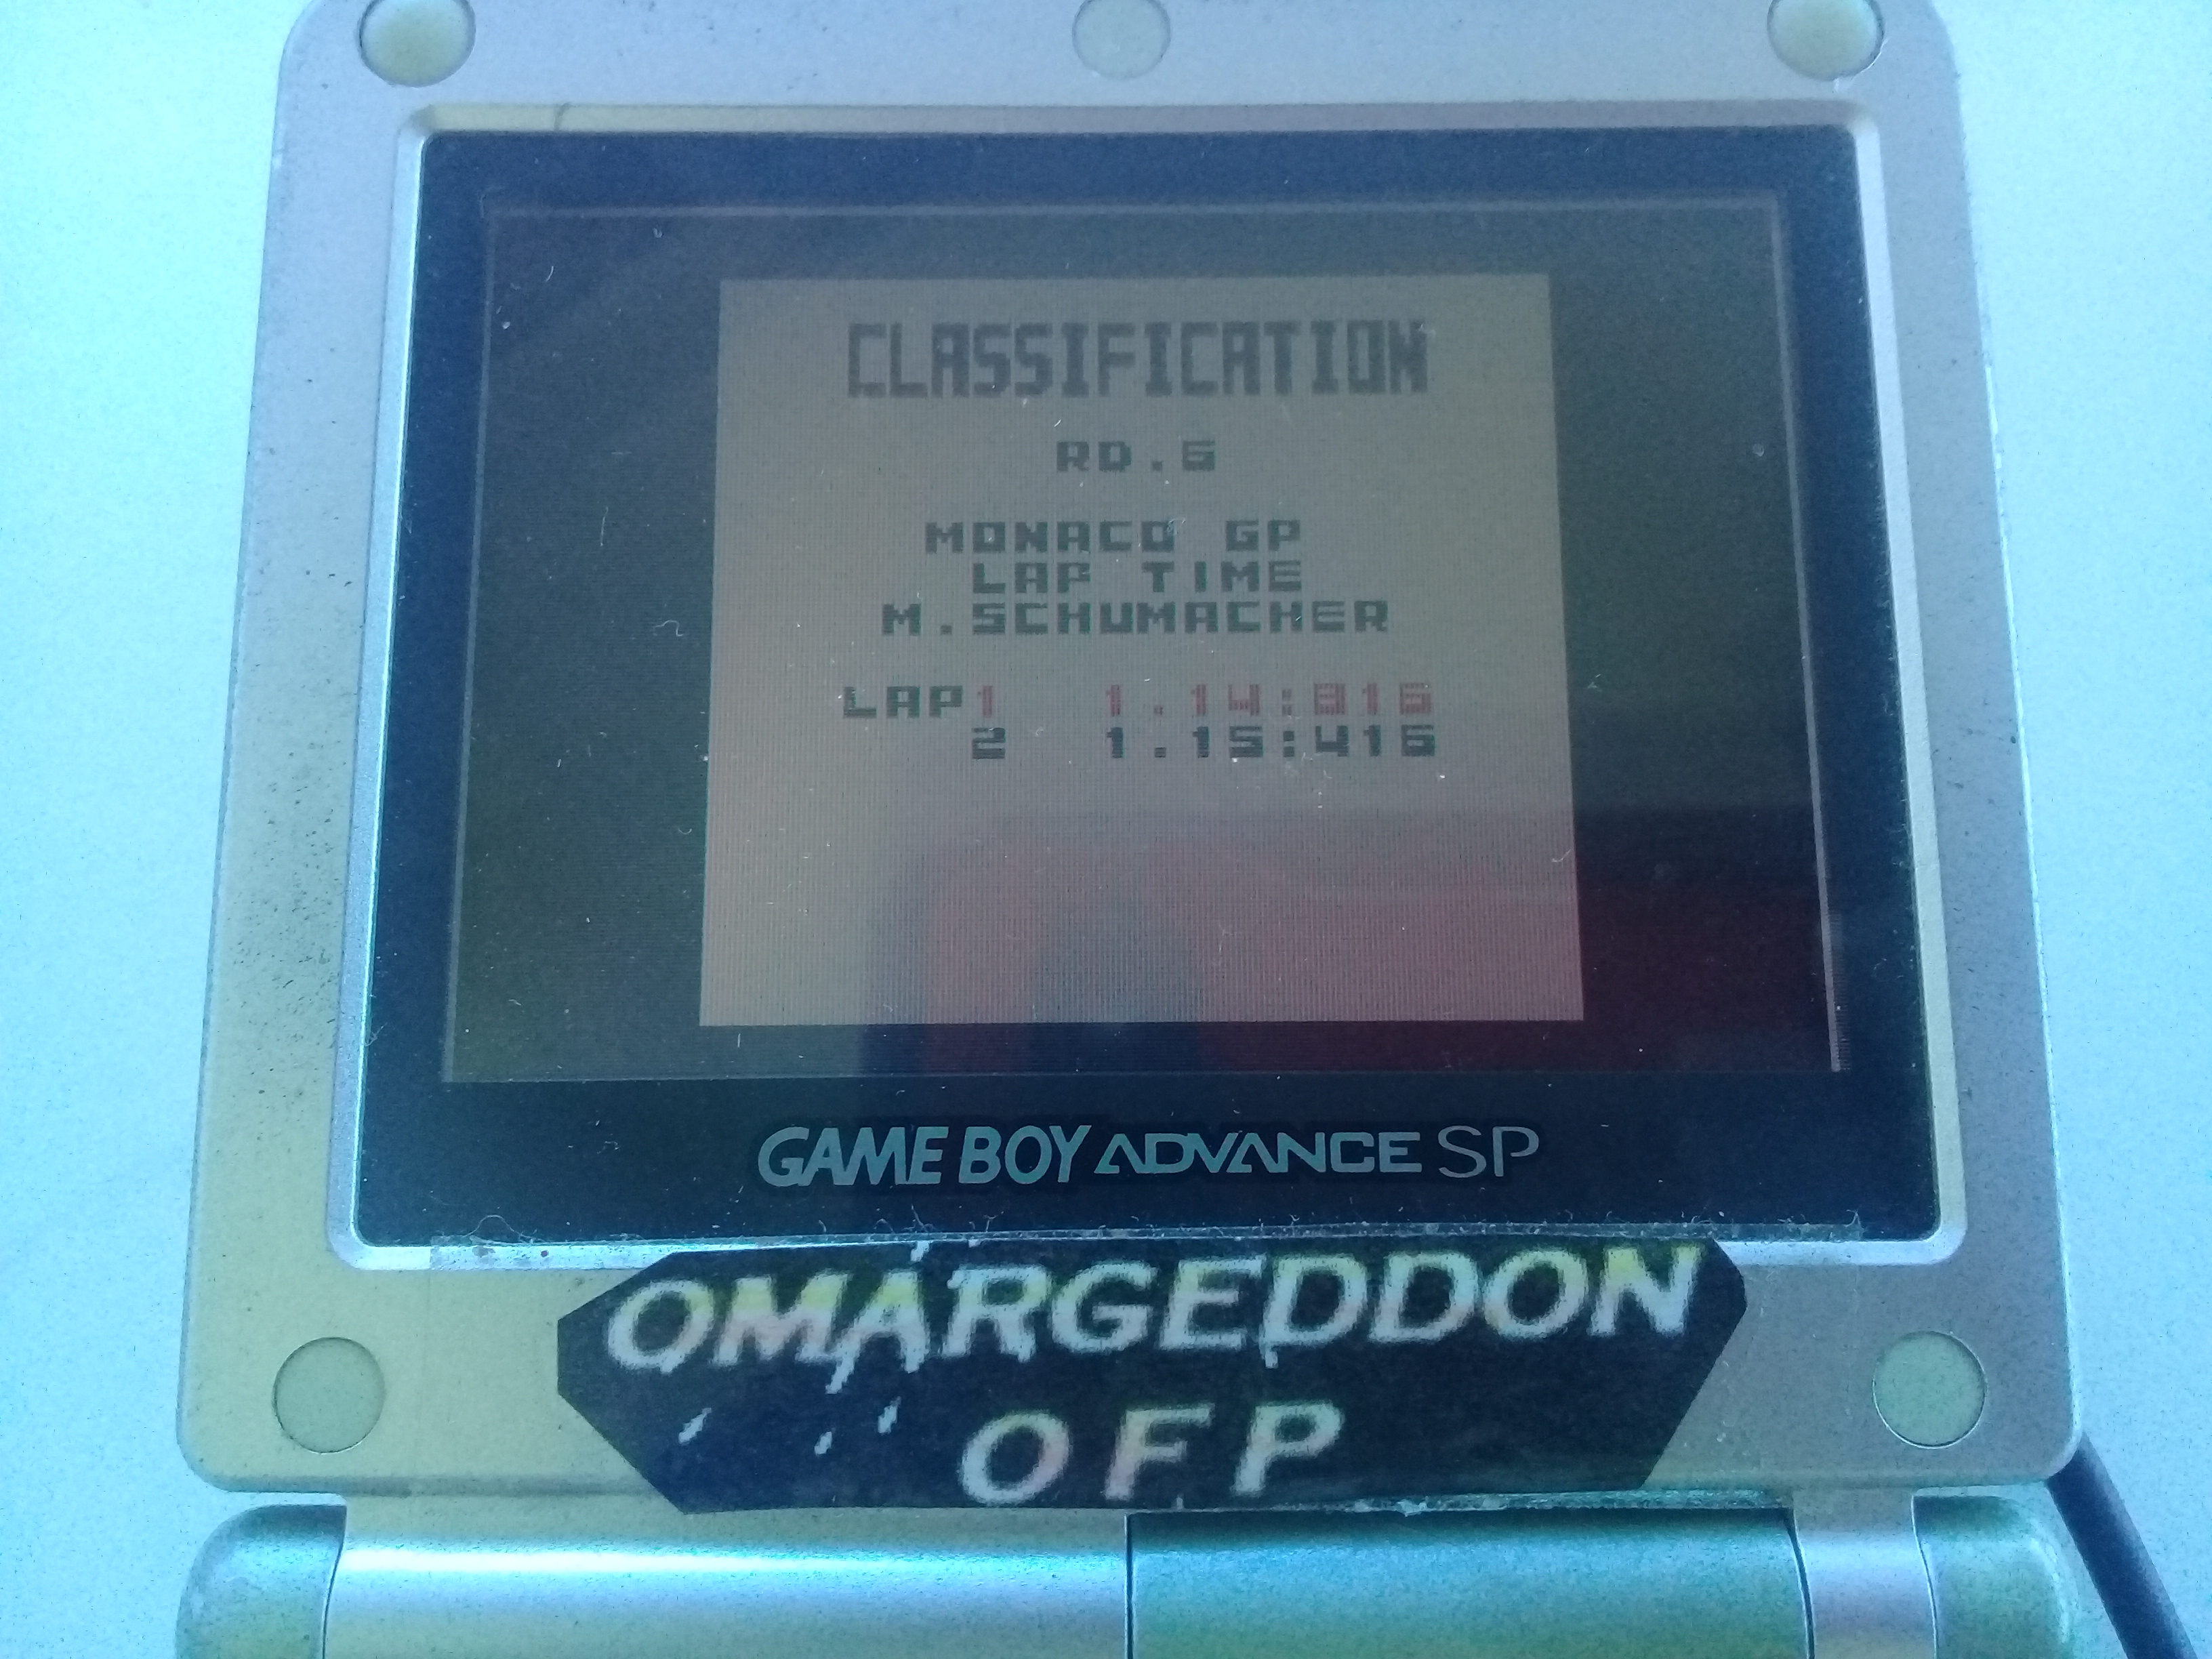 CLASSIFICATION
RD.6
MONACO GP
LAP TIME
M.SCHUMACHER
LAP1 1.14:816
2 1.15:416
GAME BOY ADVANCE SP
OMARGEDDON
OFP